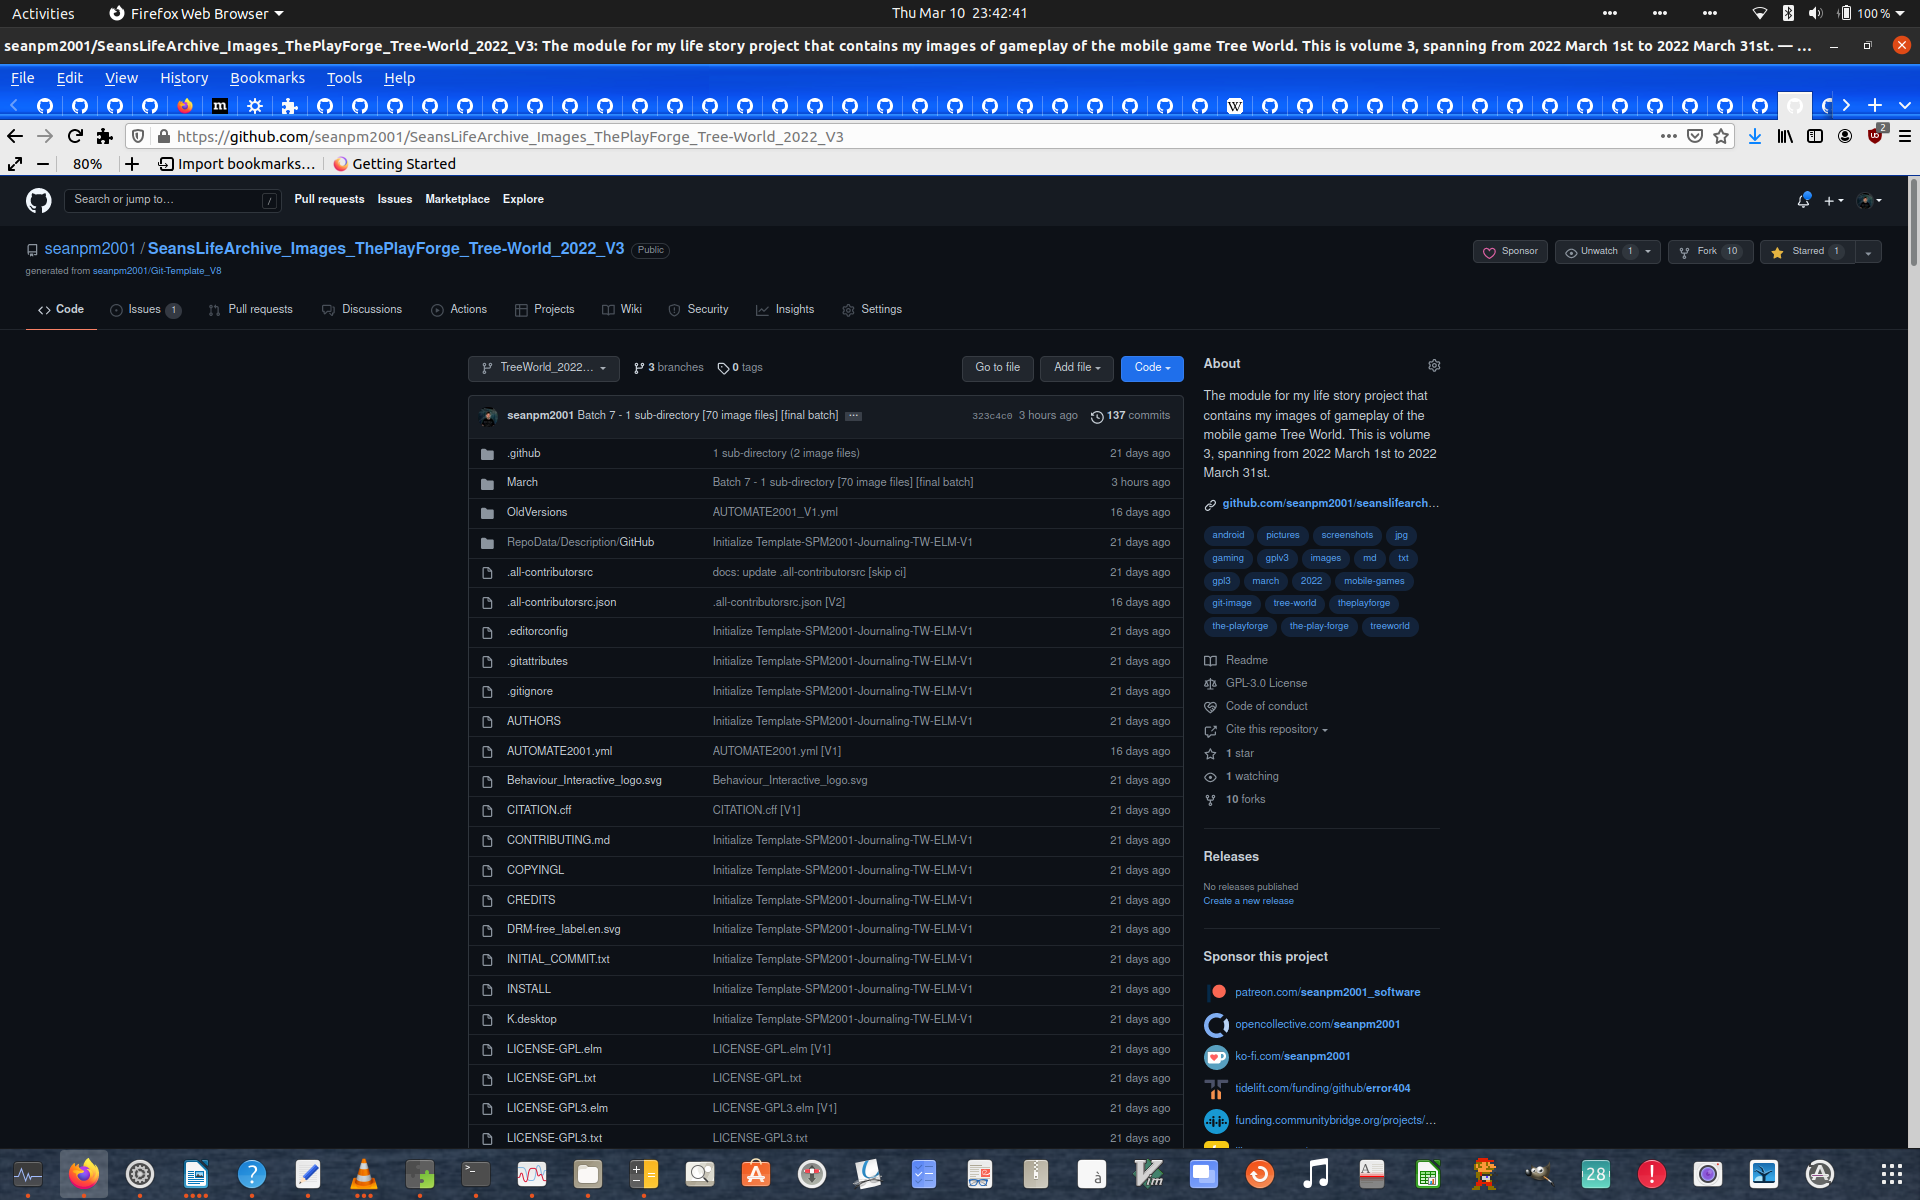 Activities
Firefox Web Browser
Thu Mar 10 23:42:41
100 %
seanpm2001/SeansLifeArchive_Images_ThePlayForge_Tree-World_2022_V3: The module for my life story project that contains my images of gameplay of the mobile game Tree World. This is volume 3, spanning from 2022 March 1st to 2022 March 31st. — ...
File Edit View History Bookmarks Tools Help
https://github.com/seanpm2001/SeansLifeArchive_Images_ThePlayForge_Tree-World_2022_V3
2
80%
Import bookmarks...
Getting Started
Search or jump to...
/
Pull requests Issues Marketplace Explore
seanpm2001 / SeansLifeArchive_Images_ThePlayForge_Tree-World_2022_V3 Public
generated from seanpm2001/Git-Template_V8
Sponsor
Unwatch 1
Fork 10
Starred 1
Code
Issues 1
Pull requests
Discussions
Actions
Projects
Wiki
Security
Insights
Settings
TreeWorld_2022...
3 branches
0 tags
Go to file
Add file
Code
seanpm2001 Batch 7 - 1 sub-directory [70 image files] [final batch] 323c4c0 3 hours ago 137 commits
.github 1 sub-directory (2 image files) 21 days ago
March Batch 7 - 1 sub-directory [70 image files] [final batch] 3 hours ago
OldVersions AUTOMATE2001_V1.yml 16 days ago
RepoData/Description/GitHub Initialize Template-SPM2001-Journaling-TW-ELM-V1 21 days ago
.all-contributorsrc docs: update .all-contributorsrc [skip ci] 21 days ago
.all-contributorsrc.json .all-contributorsrc.json [V2] 16 days ago
.editorconfig Initialize Template-SPM2001-Journaling-TW-ELM-V1 21 days ago
.gitattributes Initialize Template-SPM2001-Journaling-TW-ELM-V1 21 days ago
.gitignore Initialize Template-SPM2001-Journaling-TW-ELM-V1 21 days ago
AUTHORS Initialize Template-SPM2001-Journaling-TW-ELM-V1 21 days ago
AUTOMATE2001.yml AUTOMATE2001.yml [V1] 16 days ago
Behaviour_Interactive_logo.svg Behaviour_Interactive_logo.svg 21 days ago
CITATION.cff CITATION.cff [V1] 21 days ago
CONTRIBUTING.md Initialize Template-SPM2001-Journaling-TW-ELM-V1 21 days ago
COPYINGL Initialize Template-SPM2001-Journaling-TW-ELM-V1 21 days ago
CREDITS Initialize Template-SPM2001-Journaling-TW-ELM-V1 21 days ago
DRM-free_label.en.svg Initialize Template-SPM2001-Journaling-TW-ELM-V1 21 days ago
INITIAL_COMMIT.txt Initialize Template-SPM2001-Journaling-TW-ELM-V1 21 days ago
INSTALL Initialize Template-SPM2001-Journaling-TW-ELM-V1 21 days ago
K.desktop Initialize Template-SPM2001-Journaling-TW-ELM-V1 21 days ago
LICENSE-GPL.elm LICENSE-GPL.elm [V1] 21 days ago
LICENSE-GPL.txt LICENSE-GPL.txt 21 days ago
LICENSE-GPL3.elm LICENSE-GPL3.elm [V1] 21 days ago
LICENSE-GPL3.txt LICENSE-GPL3.txt 21 days ago
About
The module for my life story project that
contains my images of gameplay of the
mobile game Tree World. This is volume
3, spanning from 2022 March 1st to 2022
March 31st.
github.com/seanpm2001/seanslifearch...
android pictures screenshots jpg
gaming gplv3 images md txt
gpl3 march 2022 mobile-games
git-image tree-world theplayforge
the-playforge the-play-forge treeworld
Readme
GPL-3.0 License
Code of conduct
Cite this repository
1 star
1 watching
10 forks
Releases
No releases published
Create a new release
Sponsor this project
patreon.com/seanpm2001_software
opencollective.com/seanpm2001
ko-fi.com/seanpm2001
tidelift.com/funding/github/error404
funding.communitybridge.org/projects/...
28